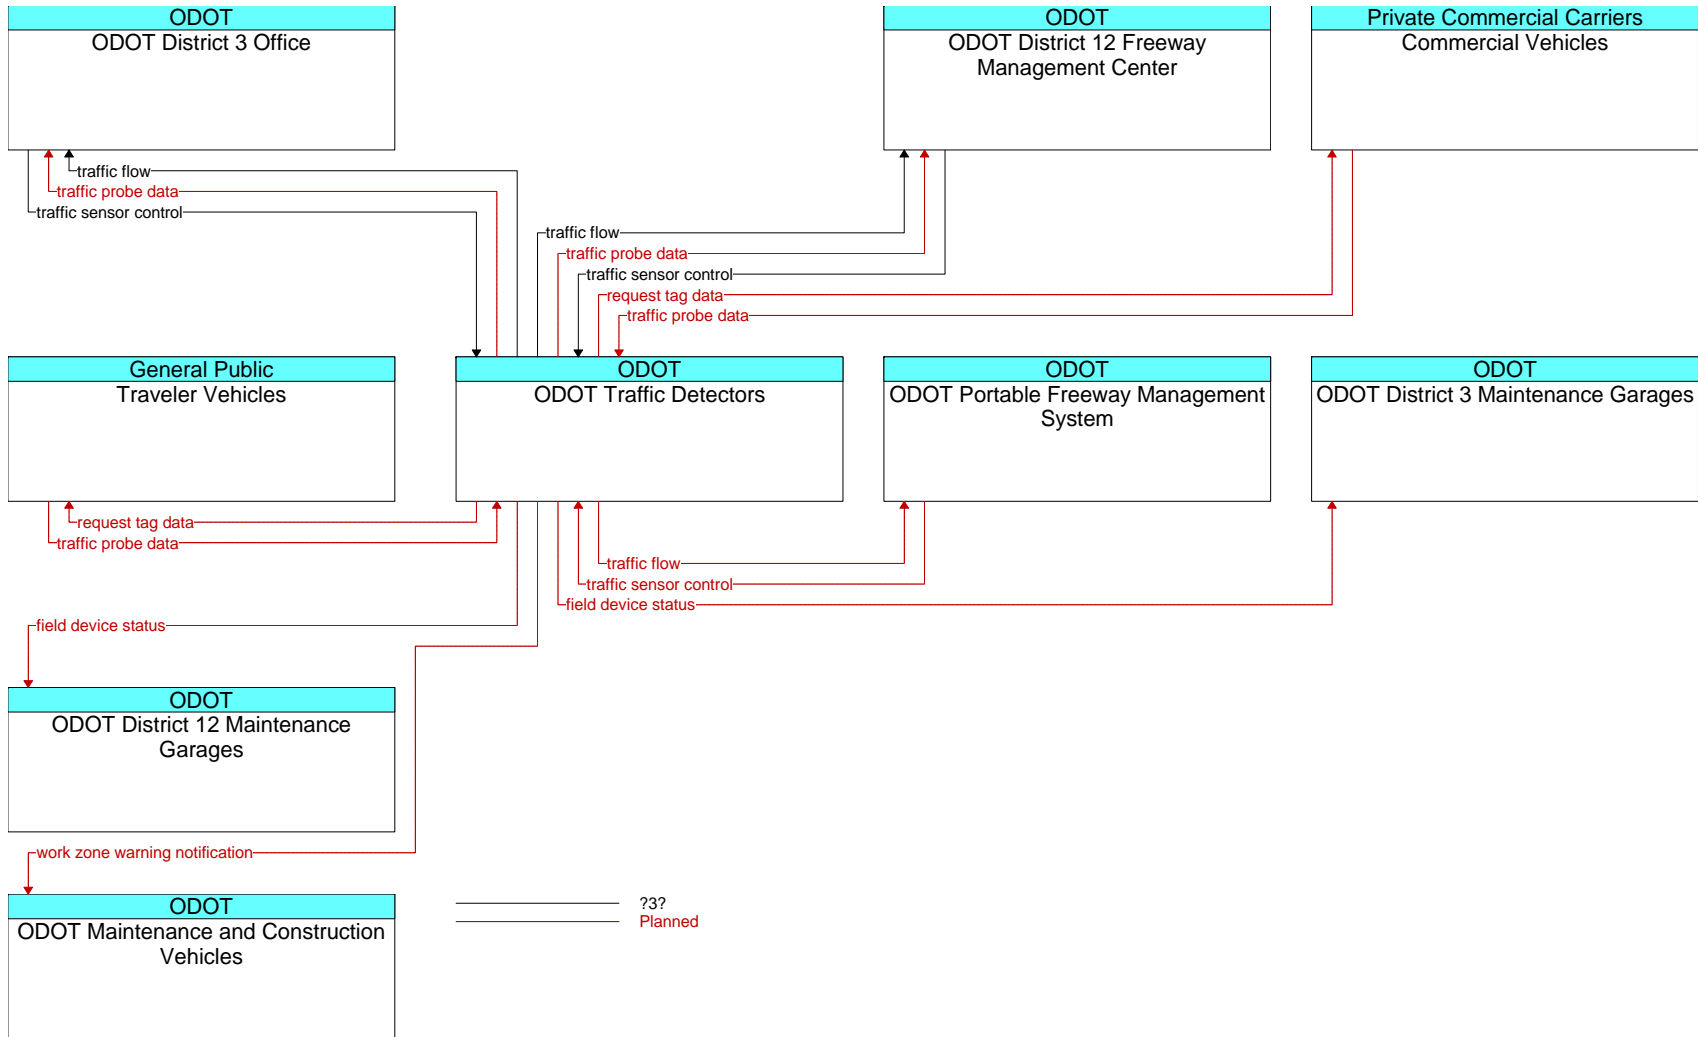 ODOT
ODOT District 3 Office
ODOT
ODOT District 12 Freeway
Management Center
Private Commercial Carriers
Commercial Vehicles
traffic flow
traffic probe data
traffic sensor control
traffic flow
traffic probe data
traffic sensor control
request tag data
traffic probe data
General Public
Traveler Vehicles
ODOT
ODOT Traffic Detectors
ODOT
ODOT Portable Freeway Management
System
ODOT
ODOT District 3 Maintenance Garages
request tag data
traffic probe data
traffic flow
traffic sensor control
field device status
field device status
ODOT
ODOT District 12 Maintenance
Garages
work zone warning notification
ODOT
ODOT Maintenance and Construction
Vehicles
?3?
Planned